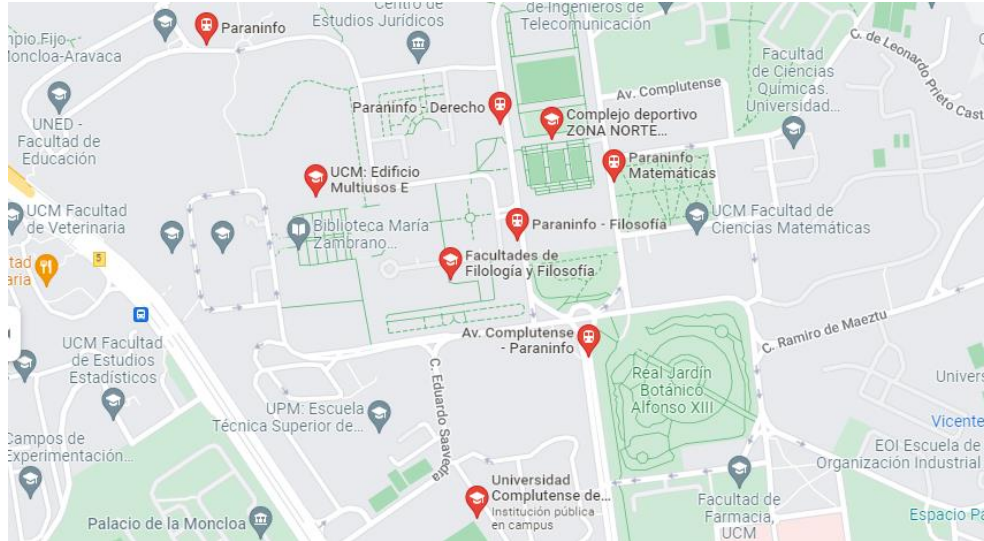 Centro de
Estudios Jurídicos
de Ingenieros de
Telecomunicación
Paraninfo
Moncloa-Aravaca
C. de Leonardo Prieto Cast
Facultad
de Ciencias
Químicas.
Universidad...
Av. Complutense
Paraninfo - Derecho
Complejo deportivo
ZONA NORTE...
UNED -
Facultad de
Educación
Paraninfo -
Matemáticas
UCM: Edificio
Multiusos E
UCM Facultad
de Veterinaria
Biblioteca María
Zambrano...
Paraninfo - Filosofía
UCM Facultad de
Ciencias Matemáticas
5
Facultades de
Filología y Filosofía
Av. Complutense
- Paraninfo
C. Ramiro de Maeztu
UCM Facultad
de Estudios
Estadísticos
C. Eduardo Saavedra
Real Jardín
Botánico
Alfonso XIII
UPM: Escuela
Técnica Superior de...
Vicente
Campos de
Experimentación...
EOI Escuela de
Organización Industrial
Universidad
Complutense de...
Institución pública
en campus
Facultad de
Farmacia,
UCM
Palacio de la Moncloa